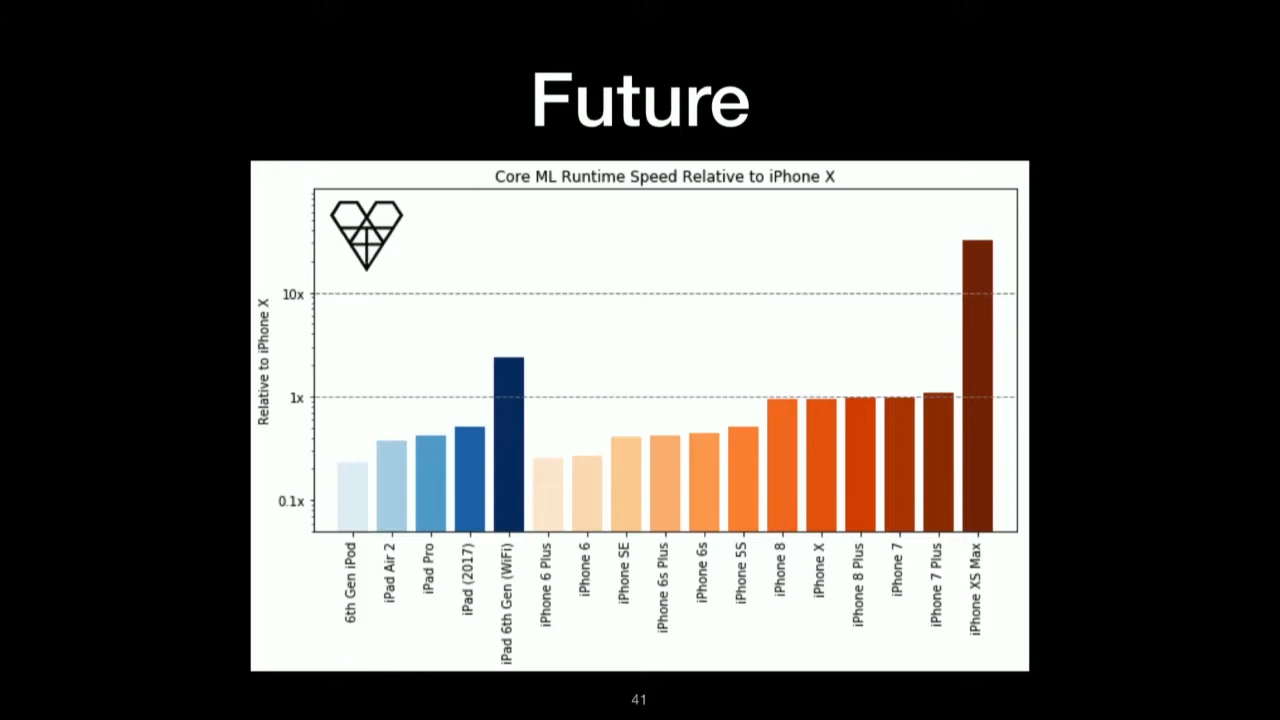 Future
Core ML Runtime Speed Relative to iPhone X
Relative to iPhone X
10x
1x
0.1x
6th Gen iPod
iPad Air 2
iPad Pro
iPad (2017)
iPad 6th Gen (WiFi)
iPhone 6 Plus
iPhone 6
iPhone SE
iPhone 6s Plus
iPhone 6s
iPhone 5S
iPhone 8
iPhone X
iPhone 8 Plus
iPhone 7
iPhone 7 Plus
iPhone XS Max
41